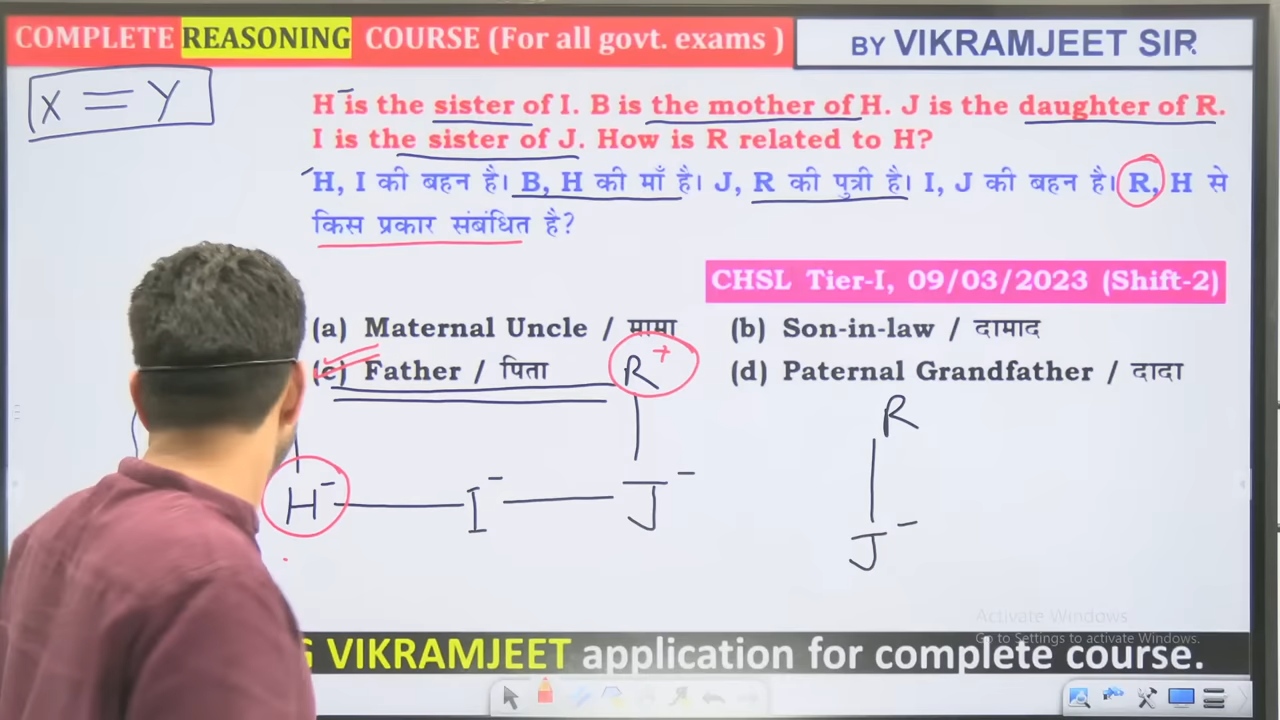 COMPLETE REASONING COURSE (For all govt. exams )
BY VIKRAMJEET SIR
X = Y
H is the sister of I. B is the mother of H. J is the daughter of R.
I is the sister of J. How is R related to H?
H, I की बहन है। B, H की माँ है। J, R की पुत्री है। I, J की बहन है। R, H से
किस प्रकार संबंधित है?
CHSL Tier-I, 09/03/2023 (Shift-2)
(a) Maternal Uncle / मामा
(b) Son-in-law / दामाद
(c) Father / पिता
(d) Paternal Grandfather / दादा
R +
R
H - I - J -
J -
Activate Windows
Go to Settings to activate Windows.
VIKRAMJEET application for complete course.